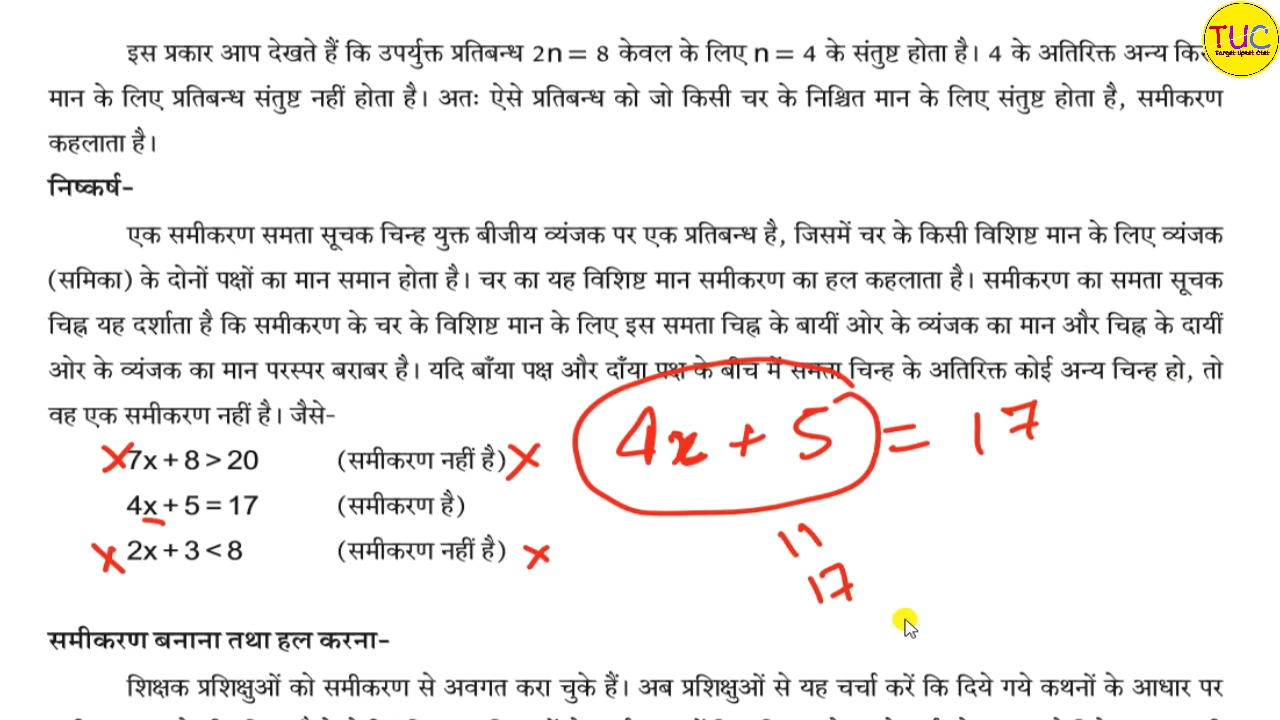 TUC
Target Upset Chat
इस प्रकार आप देखते हैं कि उपर्युक्त प्रतिबन्ध 2n = 8 केवल के लिए n = 4 के संतुष्ट होता है। 4 के अतिरिक्त अन्य
मान के लिए प्रतिबन्ध संतुष्ट नहीं होता है। अतः ऐसे प्रतिबन्ध को जो किसी चर के निश्चित मान के लिए संतुष्ट होता है, समीकरण
कहलाता है।
निष्कर्ष-
एक समीकरण समता सूचक चिन्ह युक्त बीजीय व्यंजक पर एक प्रतिबन्ध है, जिसमें चर के किसी विशिष्ट मान के लिए व्यंजक
(समिका) के दोनों पक्षों का मान समान होता है। चर का यह विशिष्ट मान समीकरण का हल कहलाता है। समीकरण का समता सूचक
चिह्न यह दर्शाता है कि समीकरण के चर के विशिष्ट मान के लिए इस समता चिह्न के बायीं ओर के व्यंजक का मान और चिह्न के दायीं
ओर के व्यंजक का मान परस्पर बराबर है। यदि बाँया पक्ष और दाँया पक्ष के बीच में समता चिन्ह के अतिरिक्त कोई अन्य चिन्ह हो, तो
वह एक समीकरण नहीं है। जैसे-
4x + 5 = 17
7x + 8 > 20 (समीकरण नहीं है)
4x + 5 = 17 (समीकरण है)
2x + 3 < 8 (समीकरण नहीं है)
11
17
समीकरण बनाना तथा हल करना-
शिक्षक प्रशिक्षुओं को समीकरण से अवगत करा चुके हैं। अब प्रशिक्षुओं से यह चर्चा करें कि दिये गये कथनों के आधार पर